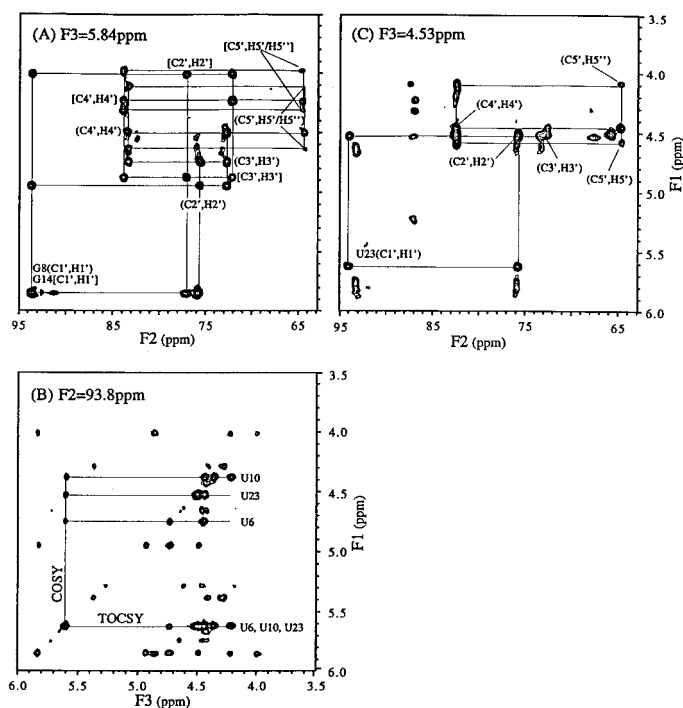 (A) F3=5.84ppm
[C2',H2']
[C5',H5'/H5'']
[C4',H4']
(C4',H4')
(C5',H5'/H5'')
(C3',H3')
[C3',H3']
(C2',H2')
G8(C1',H1')
G14[C1',H1']
95 85 75 65
F2 (ppm)
(C) F3=4.53ppm
(C5',H5'')
(C4',H4')
(C2',H2')
(C3',H3')
(C5',H5')
U23(C1',H1')
3.5
4.0
4.5
5.0
5.5
6.0
F1 (ppm)
95 85 75 65
F2 (ppm)
(B) F2=93.8ppm
U10
U23
U6
COSY
TOCSY
U6, U10, U23
3.5
4.0
4.5
5.0
5.5
6.0
F1 (ppm)
6.0 5.5 5.0 4.5 4.0 3.5
F3 (ppm)